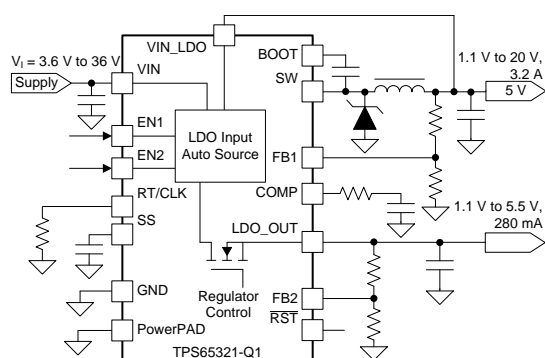 VI = 3.6 V to 36 V
Supply
VIN_LDO
VIN
EN1
EN2
RT/CLK
SS
GND
PowerPAD
LDO Input
Auto Source
Regulator
Control
BOOT
SW
FB1
COMP
LDO_OUT
FB2
RST
TPS65321-Q1
1.1 V to 20 V,
3.2 A
5 V
1.1 V to 5.5 V,
280 mA